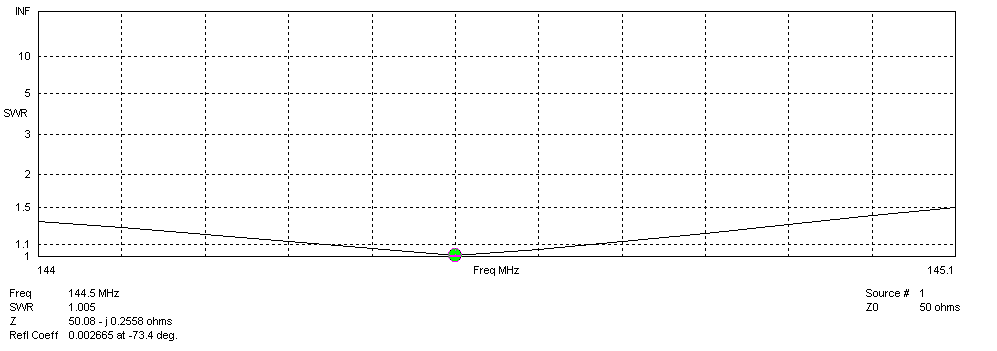 INF
10
5
SWR
3
2
1.5
1.1
1
144 Freq MHz 145.1
Freq 144.5 MHz Source # 1
SWR 1.005 Z0 50 ohms
Z 50.08 - j 0.2558 ohms
Refl Coeff 0.002665 at -73.4 deg.